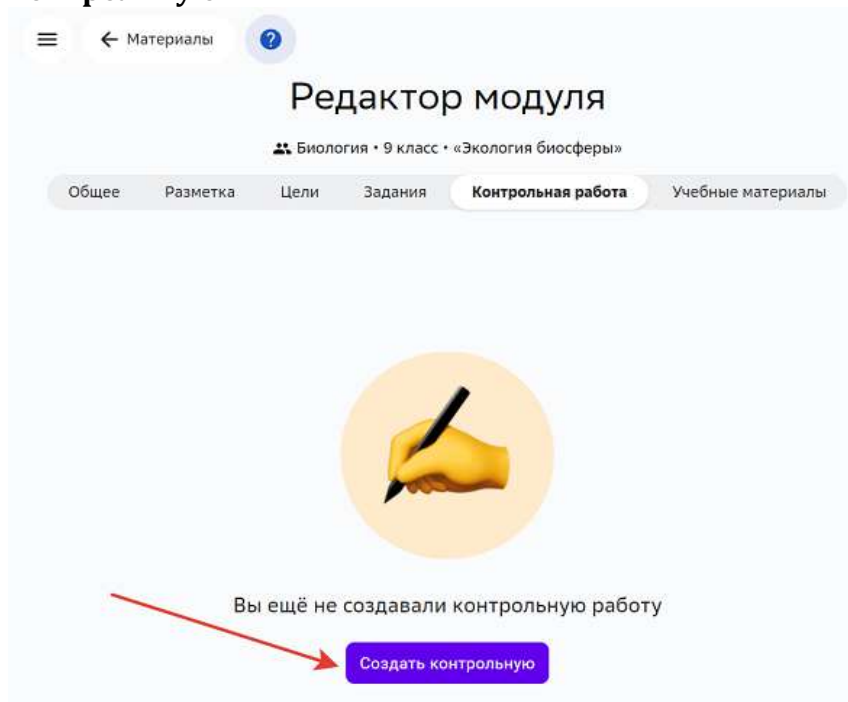 ← Материалы ?
Редактор модуля
Биология • 9 класс • «Экология биосферы»
Общее Разметка Цели Задания Контрольная работа Учебные материалы
Вы ещё не создавали контрольную работу
Создать контрольную